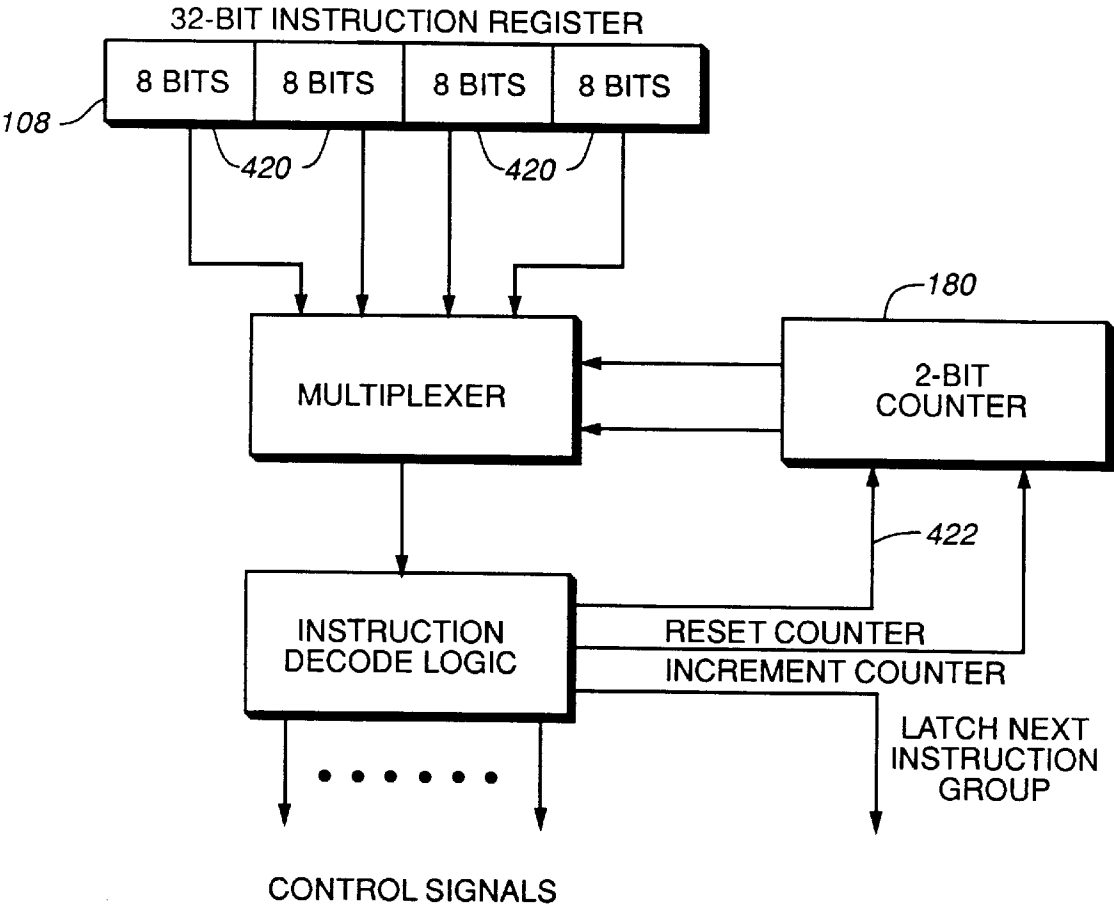 32-BIT INSTRUCTION REGISTER
8 BITS 8 BITS 8 BITS 8 BITS
108
420 420
180
MULTIPLEXER
2-BIT
COUNTER
422
INSTRUCTION
DECODE LOGIC
RESET COUNTER
INCREMENT COUNTER
LATCH NEXT
INSTRUCTION
GROUP
CONTROL SIGNALS